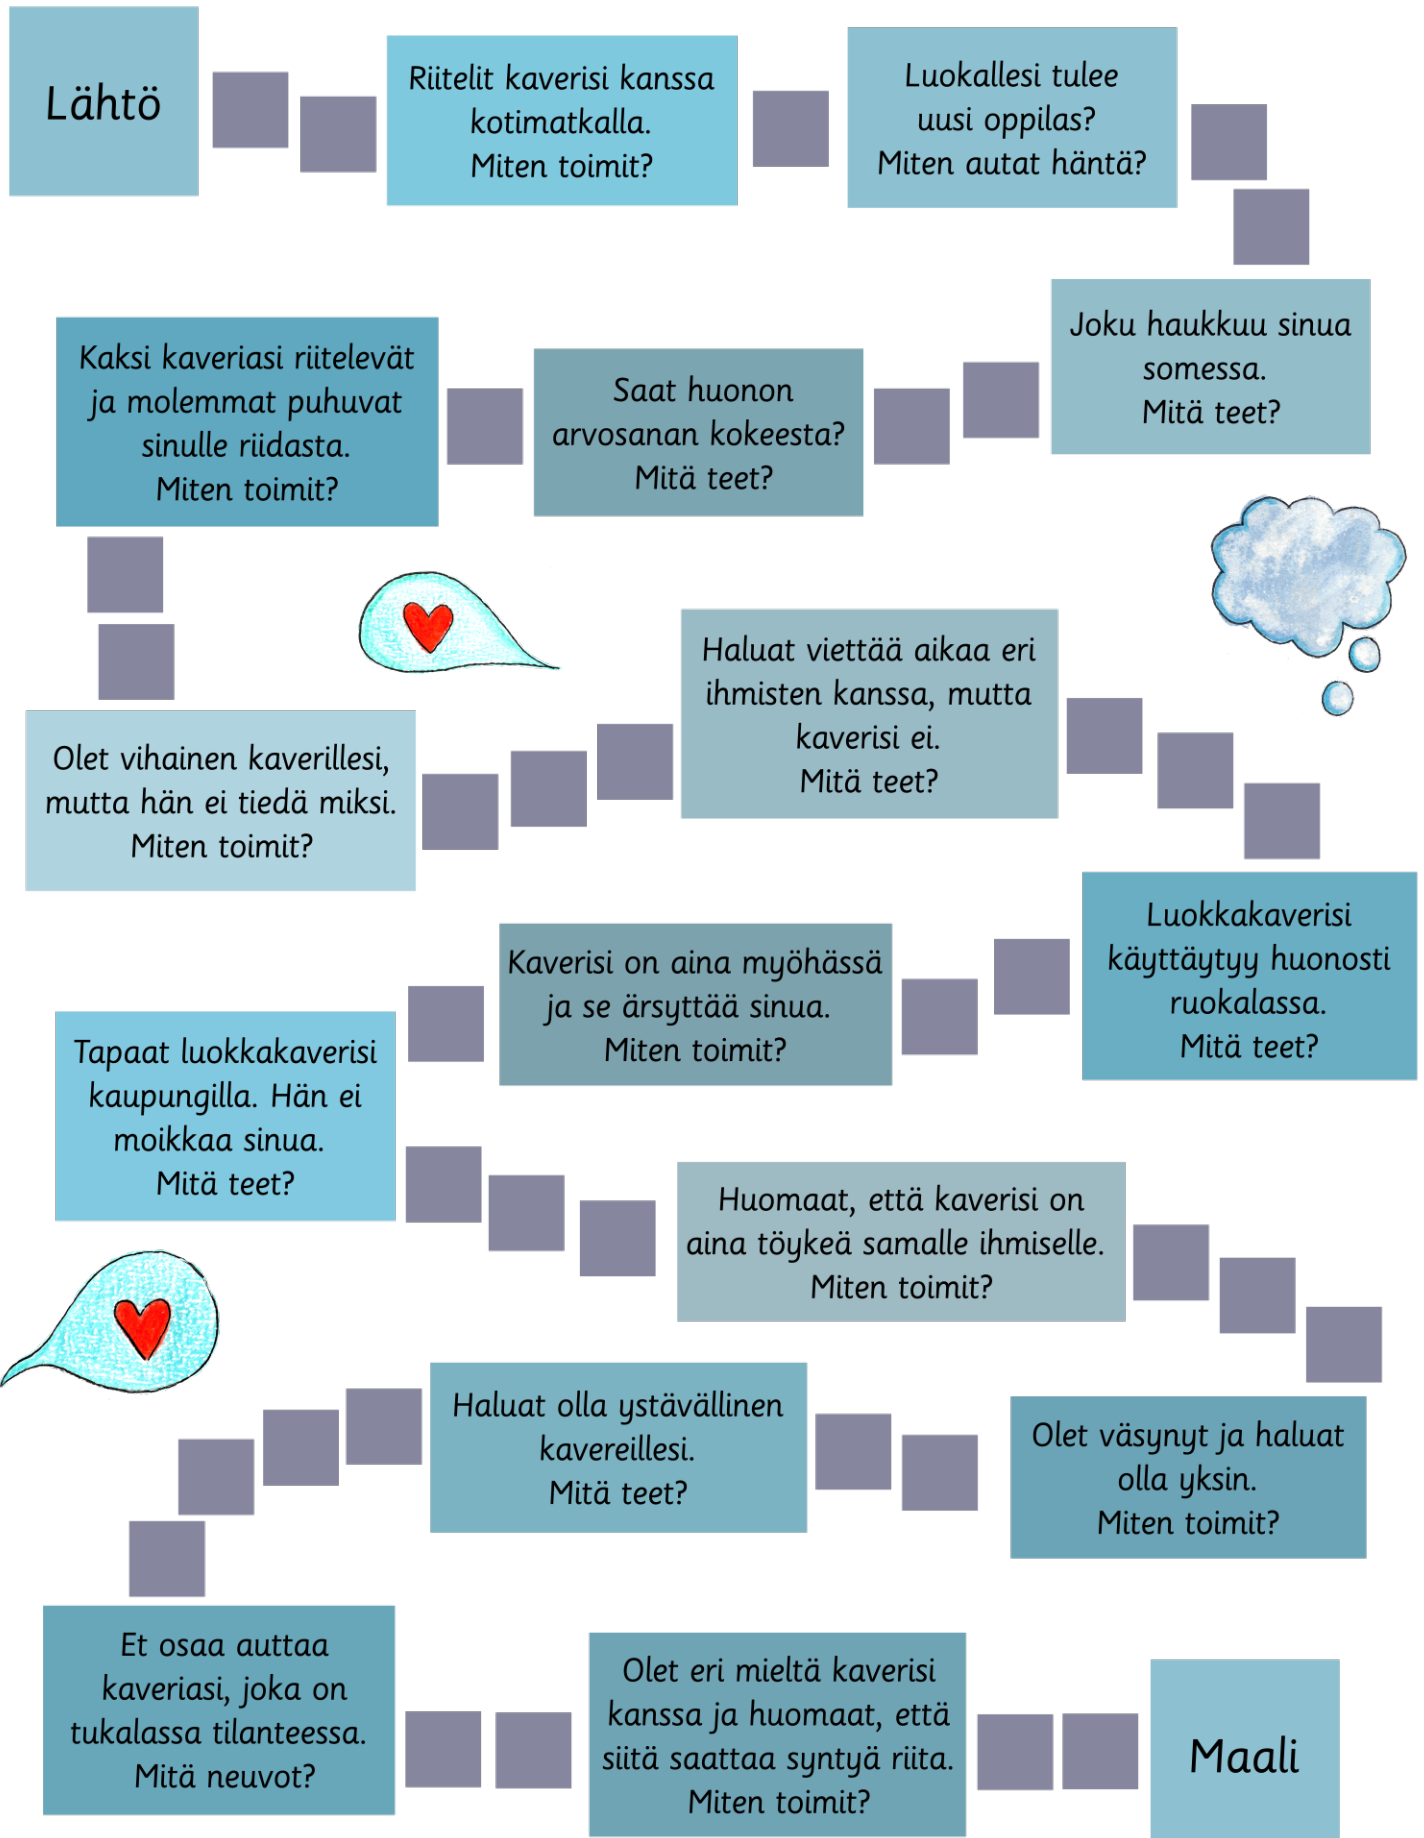 Lähtö
Riitelit kaverisi kanssa
kotimatkalla.
Miten toimit?
Luokallesi tulee
uusi oppilas?
Miten autat häntä?
Joku haukkuu sinua
somessa.
Mitä teet?
Saat huonon
arvosanan kokeesta?
Mitä teet?
Kaksi kaveriasi riitelevät
ja molemmat puhuvat
sinulle riidasta.
Miten toimit?
Olet vihainen kaverillesi,
mutta hän ei tiedä miksi.
Miten toimit?
Haluat viettää aikaa eri
ihmisten kanssa, mutta
kaverisi ei.
Mitä teet?
Luokkakaverisi
käyttäytyy huonosti
ruokalassa.
Mitä teet?
Kaverisi on aina myöhässä
ja se ärsyttää sinua.
Miten toimit?
Tapaat luokkakaverisi
kaupungilla. Hän ei
moikkaa sinua.
Mitä teet?
Huomaat, että kaverisi on
aina töykeä samalle ihmiselle.
Miten toimit?
Olet väsynyt ja haluat
olla yksin.
Miten toimit?
Haluat olla ystävällinen
kavereillesi.
Mitä teet?
Et osaa auttaa
kaveriasi, joka on
tukalassa tilanteessa.
Mitä neuvot?
Olet eri mieltä kaverisi
kanssa ja huomaat, että
siitä saattaa syntyä riita.
Miten toimit?
Maali